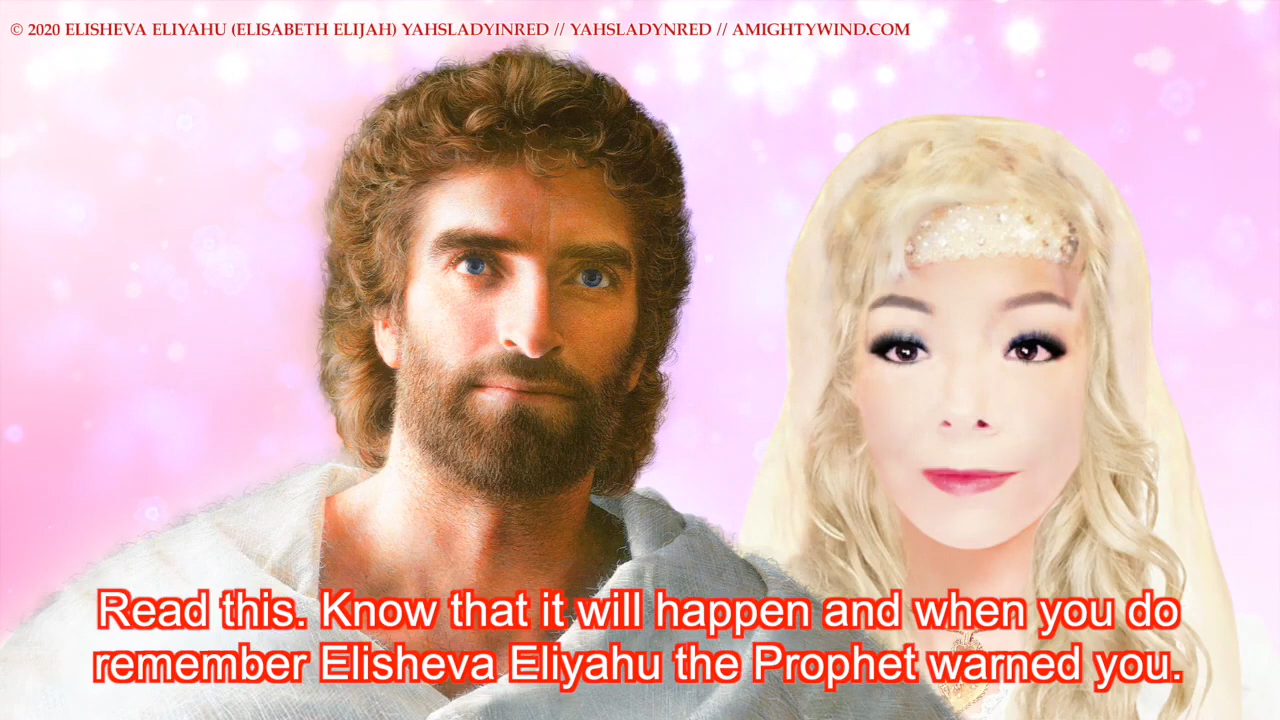 © 2020 ELISHEVA ELIYAHU (ELISABETH ELIJAH) YAHSLADYINRED // YAHSLADYNRED // AMIGHTYWIND.COM
Read this. Know that it will happen and when you do
remember Elisheva Eliyahu the Prophet warned you.